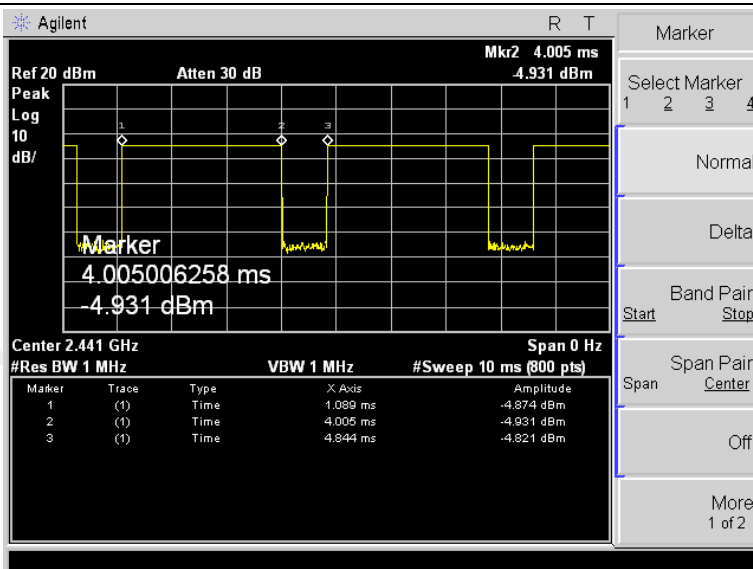 Agilent R T
Mkr2 4.005 ms
Ref 20 dBm Atten 30 dB -4.931 dBm
Peak
Log
10
dB/
1 2 3
Marker
4.005006258 ms
-4.931 dBm
Center 2.441 GHz Span 0 Hz
#Res BW 1 MHz VBW 1 MHz #Sweep 10 ms (800 pts)
Marker Trace Type X Axis Amplitude
1 (1) Time 1.089 ms -4.874 dBm
2 (1) Time 4.005 ms -4.931 dBm
3 (1) Time 4.844 ms -4.821 dBm
Marker
Select Marker
1 2 3 4
Normal
Delta
Band Pair
Start Stop
Span Pair
Span Center
Off
More
1 of 2